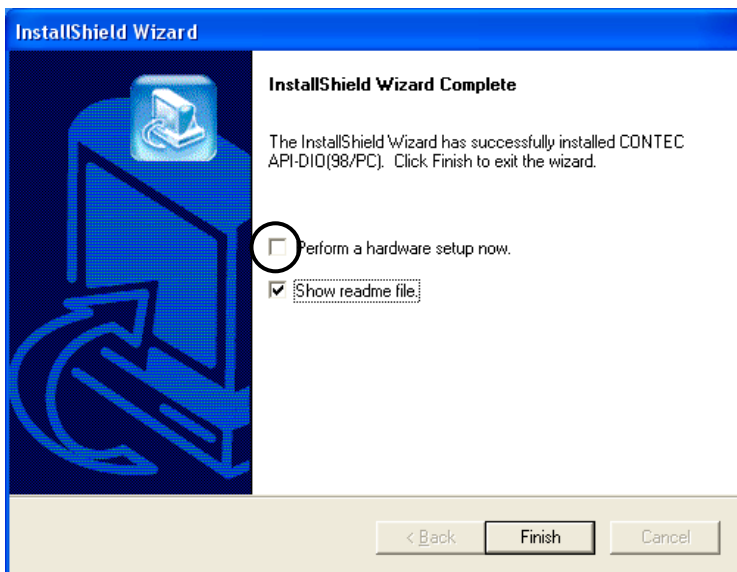 InstallShield Wizard
InstallShield Wizard Complete
The InstallShield Wizard has successfully installed CONTEC
API-DIO(98/PC).  Click Finish to exit the wizard.
Perform a hardware setup now.
Show readme file.
< Back
Finish
Cancel